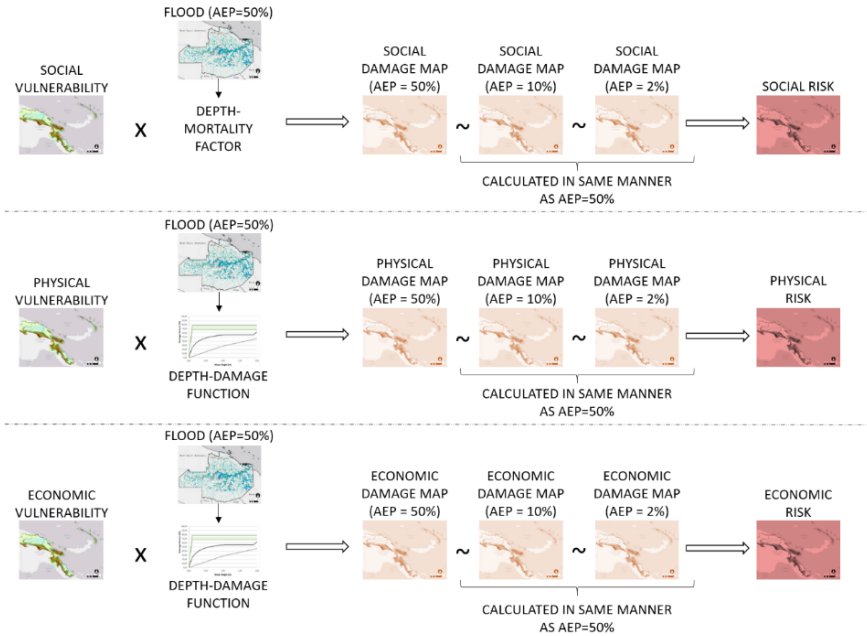 FLOOD (AEP=50%)
SOCIAL
VULNERABILITY
X
DEPTH-
MORTALITY
FACTOR
SOCIAL
DAMAGE MAP
(AEP = 50%)
~
SOCIAL
DAMAGE MAP
(AEP = 10%)
~
SOCIAL
DAMAGE MAP
(AEP = 2%)
SOCIAL RISK
CALCULATED IN SAME MANNER
AS AEP=50%
FLOOD (AEP=50%)
PHYSICAL
VULNERABILITY
X
DEPTH-DAMAGE
FUNCTION
PHYSICAL
DAMAGE MAP
(AEP = 50%)
~
PHYSICAL
DAMAGE MAP
(AEP = 10%)
~
PHYSICAL
DAMAGE MAP
(AEP = 2%)
PHYSICAL
RISK
CALCULATED IN SAME MANNER
AS AEP=50%
FLOOD (AEP=50%)
ECONOMIC
VULNERABILITY
X
DEPTH-DAMAGE
FUNCTION
ECONOMIC
DAMAGE MAP
(AEP = 50%)
~
ECONOMIC
DAMAGE MAP
(AEP = 10%)
~
ECONOMIC
DAMAGE MAP
(AEP = 2%)
ECONOMIC
RISK
CALCULATED IN SAME MANNER
AS AEP=50%